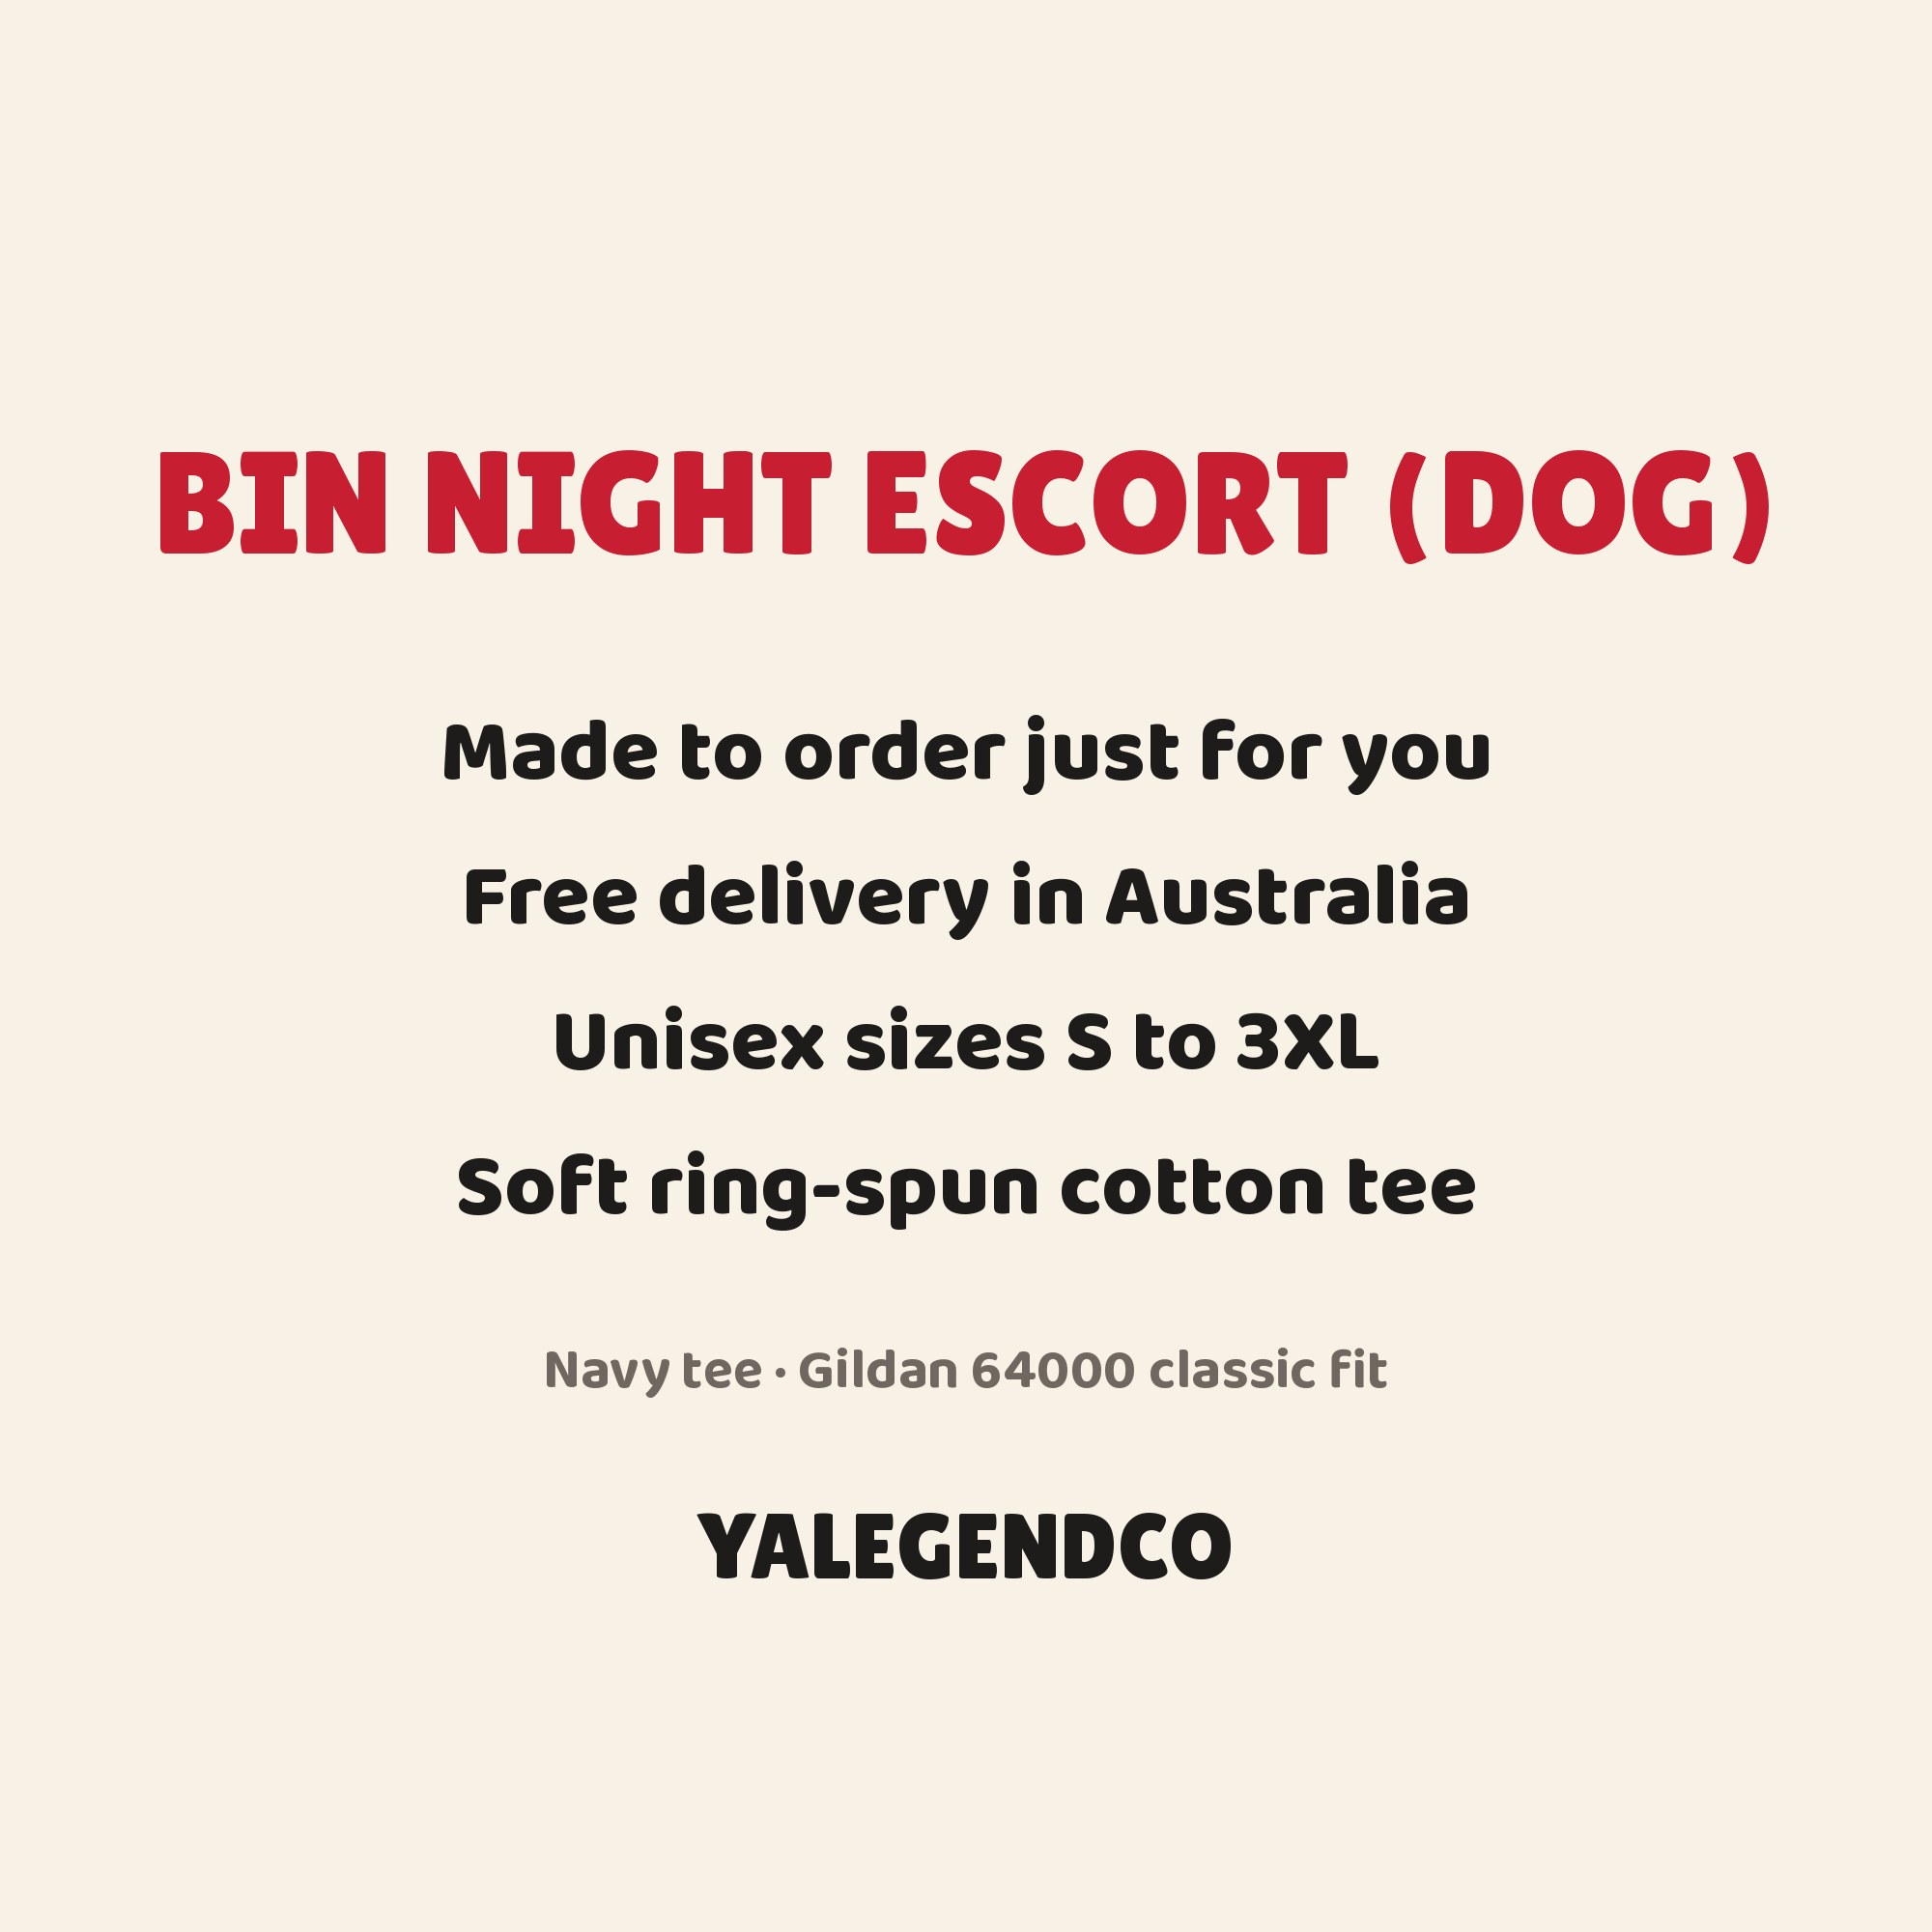 BIN NIGHT ESCORT (DOG)
Made to order just for you
Free delivery in Australia
Unisex sizes S to 3XL
Soft ring-spun cotton tee
Navy tee · Gildan 64000 classic fit
YALEGENDCO